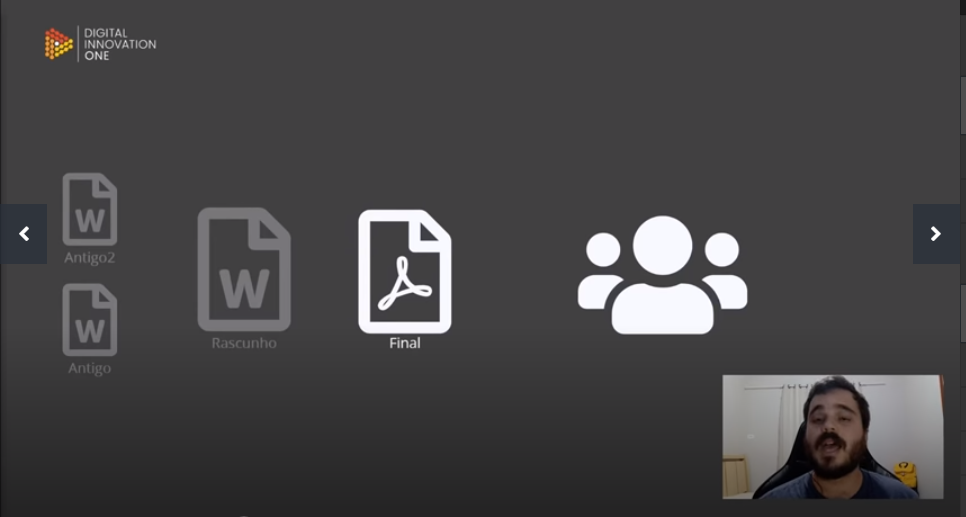 DIGITAL
INNOVATION
ONE
W
Antigo2
W
Antigo
W
Rascunho
Final